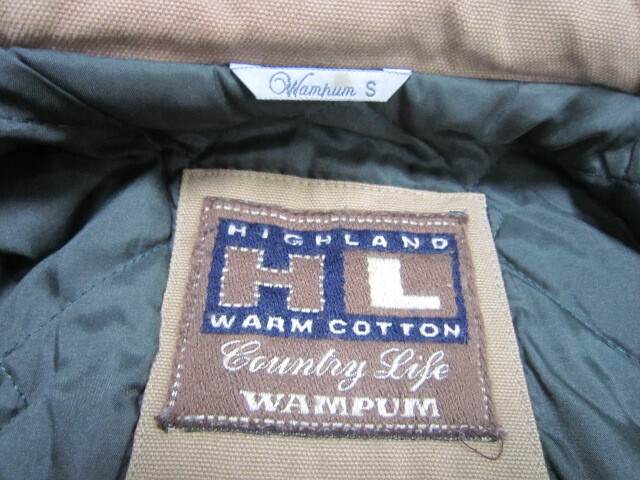 Wampum S
HIGHLAND
HL
WARM COTTON
Country Life
WAMPUM